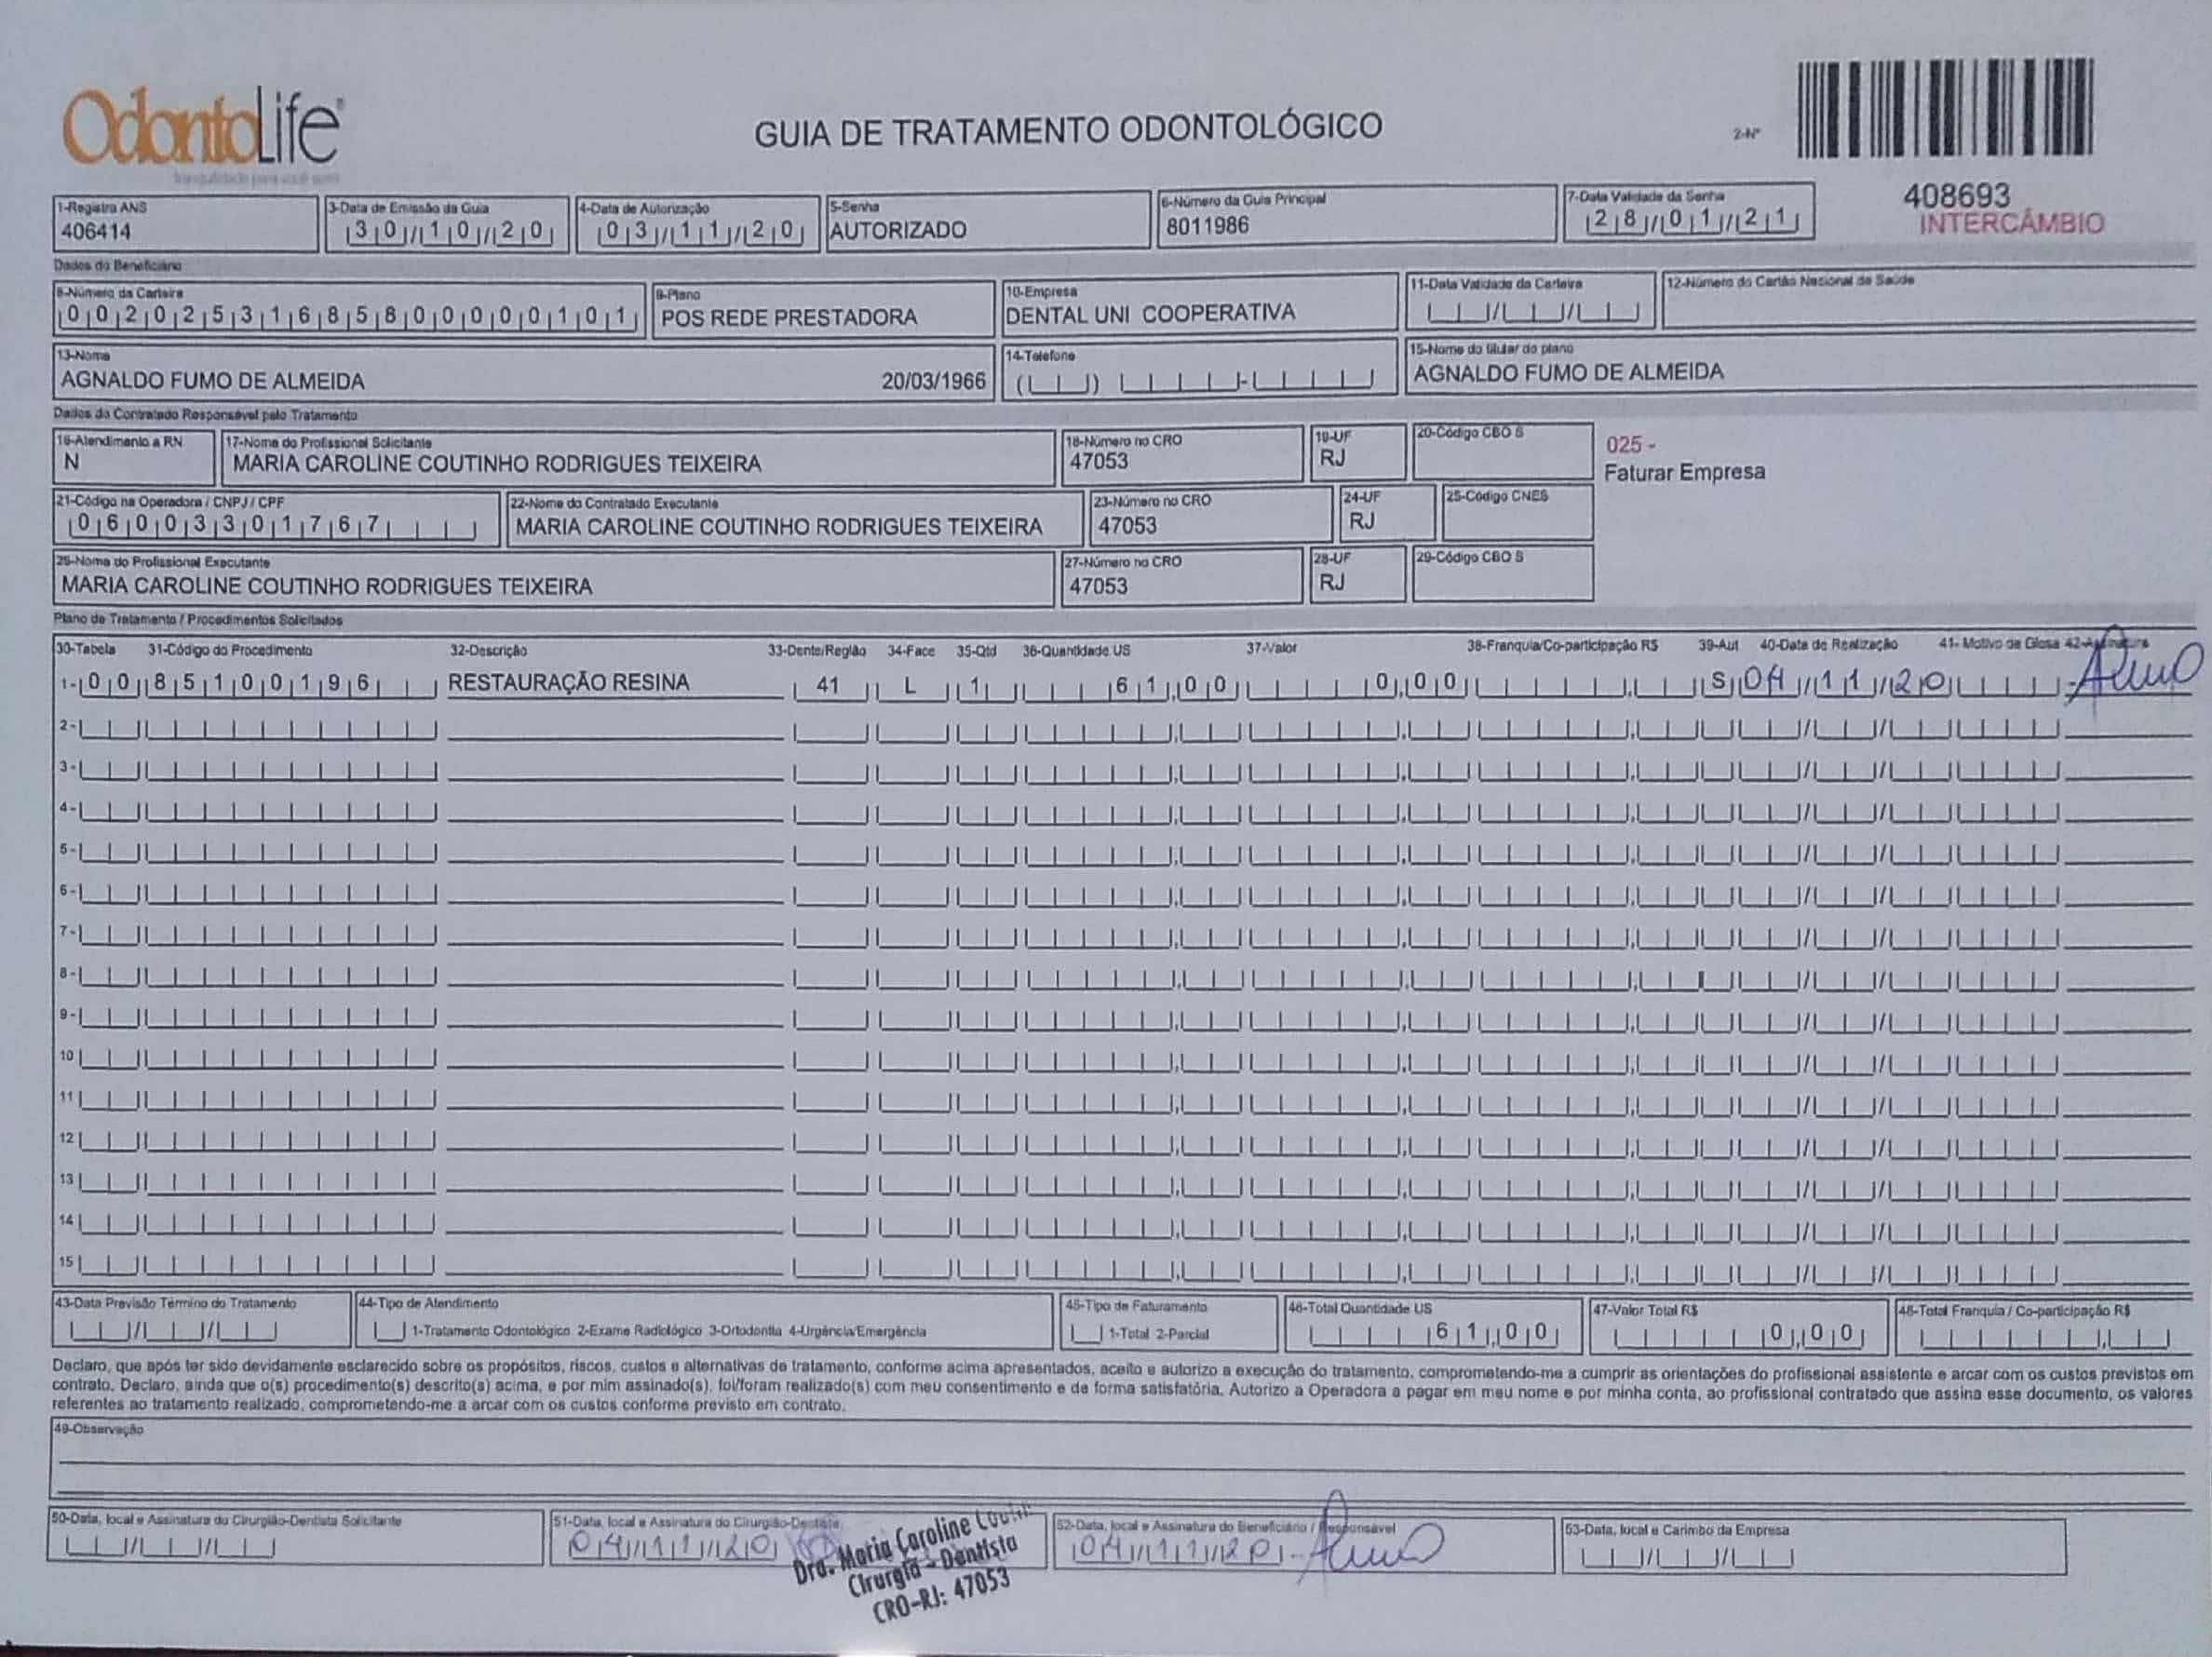 OdontoLife
GUIA DE TRATAMENTO ODONTOLÓGICO
2-Nº
408693
INTERCÂMBIO
1-Registro ANS
406414
3-Data de Emissão da Guia
30/10/20
4-Data de Autorização
03/11/20
5-Senha
AUTORIZADO
6-Número da Guia Principal
8011986
7-Data Validade da Senha
28/01/21
Dados do Beneficiário
8-Número da Carteira
00202531685800000101
9-Plano
POS REDE PRESTADORA
10-Empresa
DENTAL UNI COOPERATIVA
11-Data Validade da Carteira
12-Número do Cartão Nacional de Saúde
13-Nome
AGNALDO FUMO DE ALMEIDA 20/03/1966
14-Telefone
15-Nome do titular do plano
AGNALDO FUMO DE ALMEIDA
Dados do Contratado Responsável pelo Tratamento
16-Atendimento a RN
N
17-Nome do Profissional Solicitante
MARIA CAROLINE COUTINHO RODRIGUES TEIXEIRA
18-Número no CRO
47053
19-UF
RJ
20-Código CBO S
025 -
Faturar Empresa
21-Código na Operadora / CNPJ / CPF
06003301767
22-Nome do Contratado Executante
MARIA CAROLINE COUTINHO RODRIGUES TEIXEIRA
23-Número no CRO
47053
24-UF
RJ
25-Código CNES
26-Nome do Profissional Executante
MARIA CAROLINE COUTINHO RODRIGUES TEIXEIRA
27-Número no CRO
47053
28-UF
RJ
29-Código CBO S
Plano de Tratamento / Procedimentos Solicitados
30-Tabela 31-Código do Procedimento 32-Descrição 33-Dente/Região 34-Face 35-Qtd 36-Quantidade US 37-Valor 38-Franquia/Co-participação R$ 39-Aut 40-Data de Realização 41- Motivo da Glosa 42-Assinatura
1- 00 85100196 RESTAURAÇÃO RESINA 41 L 1 61,00 0,00 S 04/11/20
2-
3-
4-
5-
6-
7-
8-
9-
10
11
12
13
14
15
43-Data Previsão Término do Tratamento
44-Tipo de Atendimento
1-Tratamento Odontológico 2-Exame Radiológico 3-Ortodontia 4-Urgência/Emergência
45-Tipo de Faturamento
1-Total 2-Parcial
46-Total Quantidade US
61,00
47-Valor Total R$
0,00
48-Total Franquia / Co-participação R$
Declaro, que após ter sido devidamente esclarecido sobre os propósitos, riscos, custos e alternativas de tratamento, conforme acima apresentados, aceito e autorizo a execução do tratamento, comprometendo-me a cumprir as orientações do profissional assistente e arcar com os custos previstos em
contrato. Declaro, ainda que o(s) procedimento(s) descrito(s) acima, e por mim assinado(s), foi/foram realizado(s) com meu consentimento e de forma satisfatória. Autorizo a Operadora a pagar em meu nome e por minha conta, ao profissional contratado que assina esse documento, os valores
referentes ao tratamento realizado, comprometendo-me a arcar com os custos conforme previsto em contrato.
49-Observação
50-Data, local e Assinatura do Cirurgião-Dentista Solicitante
51-Data, local e Assinatura do Cirurgião-Dentista
04/11/20
Dra. Maria Caroline
Cirurgiã - Dentista
CRO-RJ: 47053
52-Data, local e Assinatura do Beneficiário / Responsável
04/11/20
53-Data, local e Carimbo da Empresa